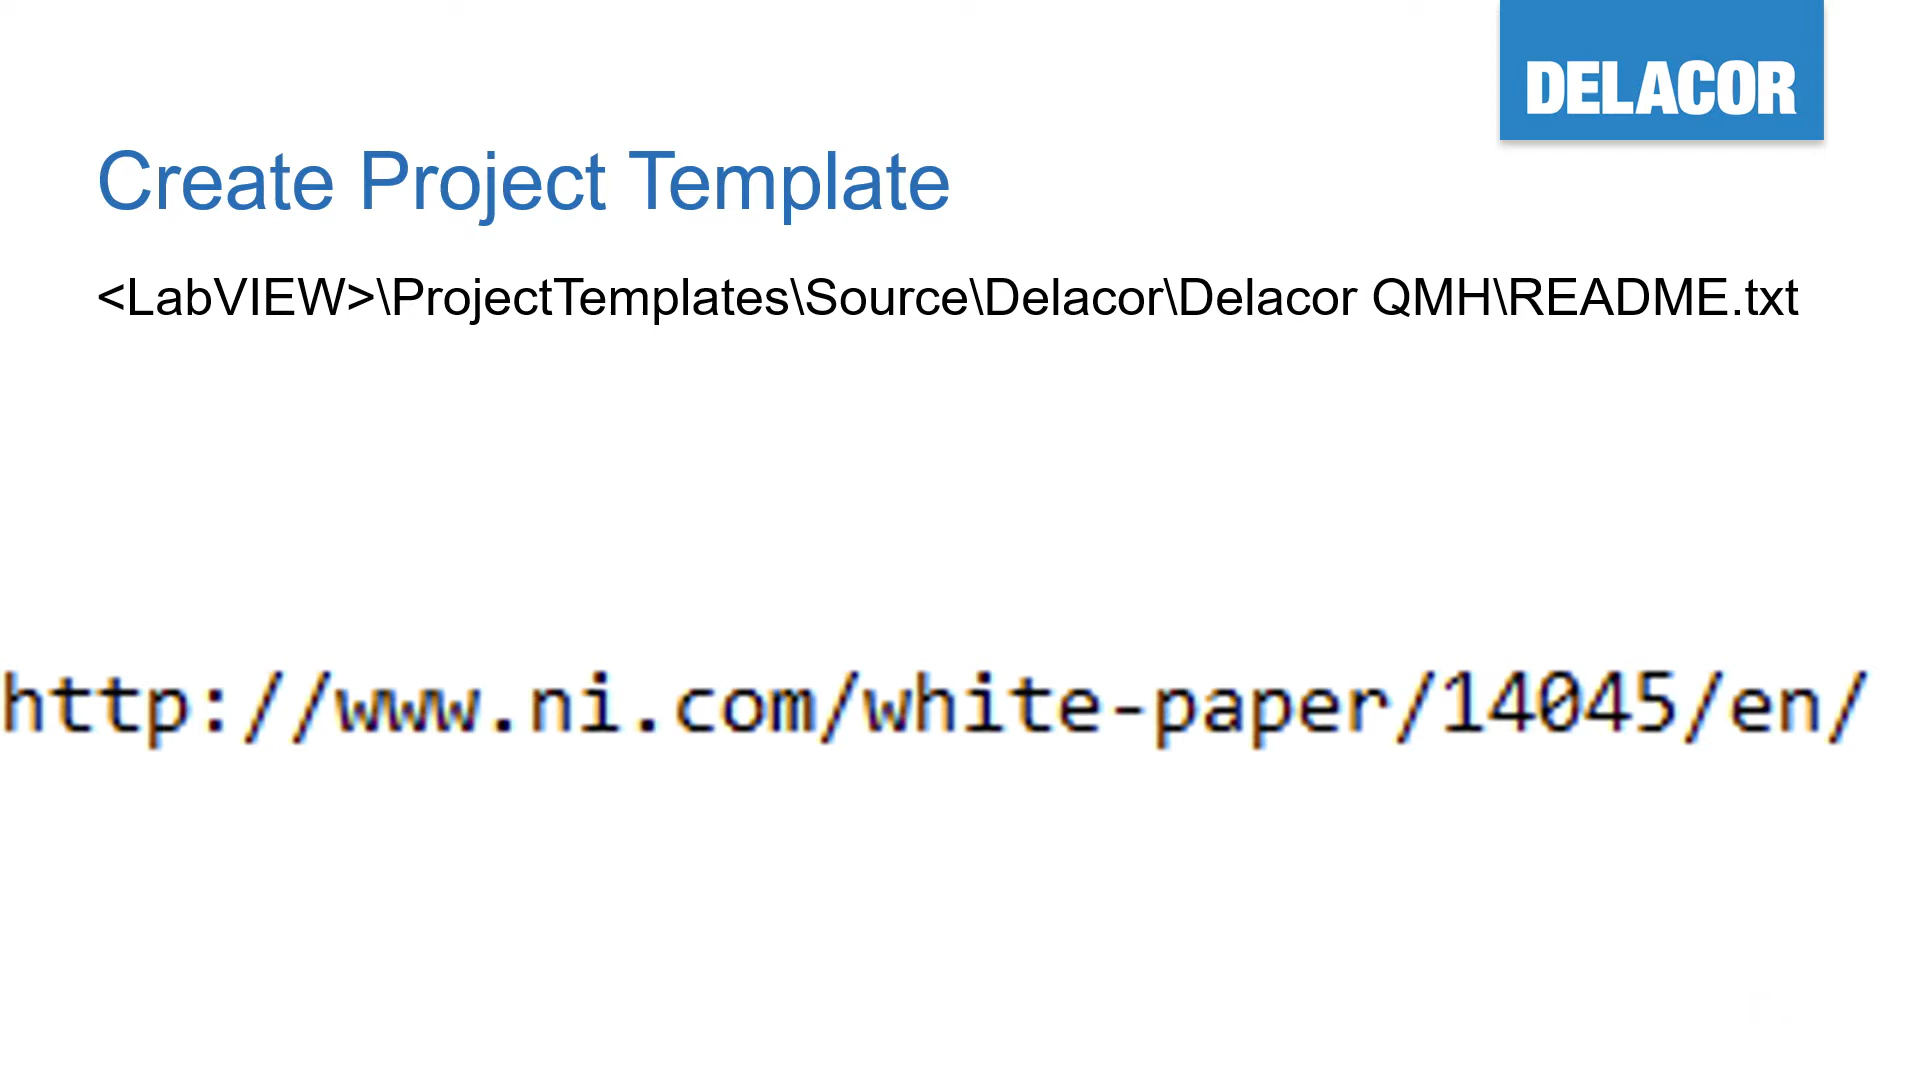 DELACOR
Create Project Template
<LabVIEW>\ProjectTemplates\Source\Delacor\Delacor QMH\README.txt
http://www.ni.com/white-paper/14045/en/